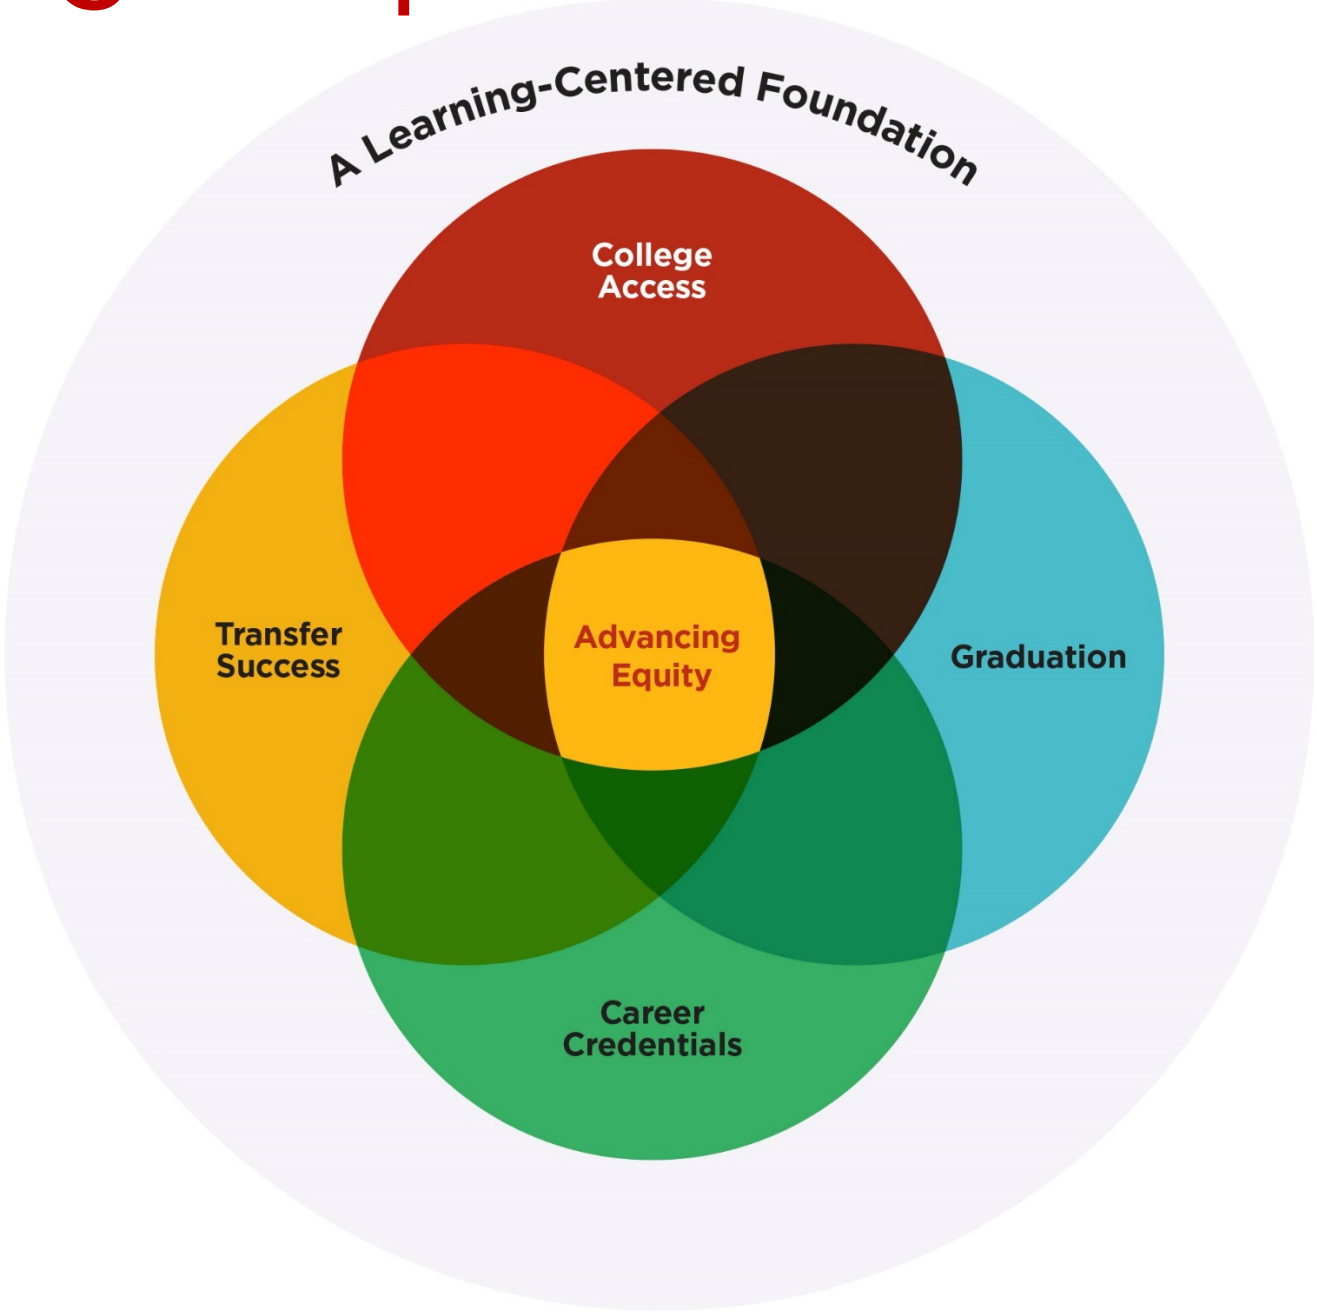 A Learning-Centered Foundation
College
Access
Transfer
Success
Advancing
Equity
Graduation
Career
Credentials